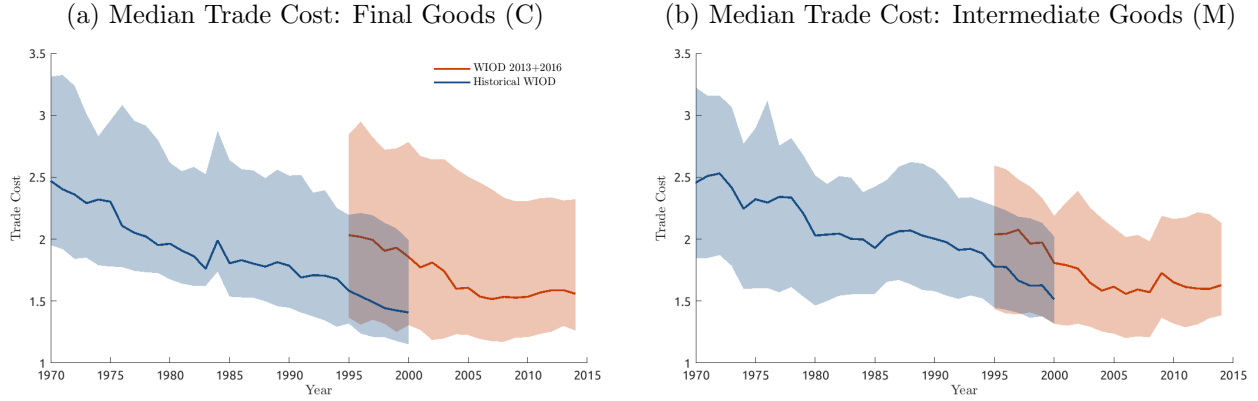 (a) Median Trade Cost: Final Goods (C)
3.5
3
2.5
2
1.5
1
Trade Cost
WIOD 2013+2016
Historical WIOD
1970 1975 1980 1985 1990 1995 2000 2005 2010 2015
Year
(b) Median Trade Cost: Intermediate Goods (M)
3.5
3
2.5
2
1.5
1
Trade Cost
1970 1975 1980 1985 1990 1995 2000 2005 2010 2015
Year